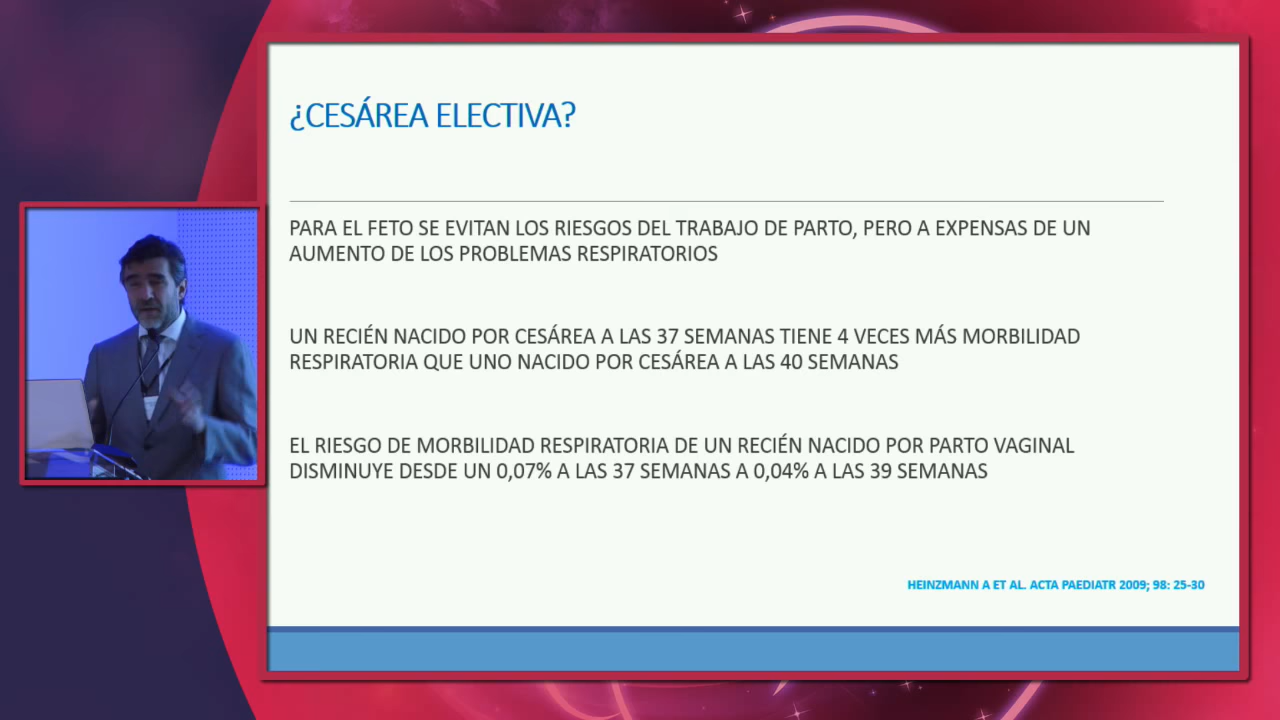 ¿CESÁREA ELECTIVA?
PARA EL FETO SE EVITAN LOS RIESGOS DEL TRABAJO DE PARTO, PERO A EXPENSAS DE UN
AUMENTO DE LOS PROBLEMAS RESPIRATORIOS
UN RECIÉN NACIDO POR CESÁREA A LAS 37 SEMANAS TIENE 4 VECES MÁS MORBILIDAD
RESPIRATORIA QUE UNO NACIDO POR CESÁREA A LAS 40 SEMANAS
EL RIESGO DE MORBILIDAD RESPIRATORIA DE UN RECIÉN NACIDO POR PARTO VAGINAL
DISMINUYE DESDE UN 0,07% A LAS 37 SEMANAS A 0,04% A LAS 39 SEMANAS
HEINZMANN A ET AL. ACTA PAEDIATR 2009; 98: 25-30